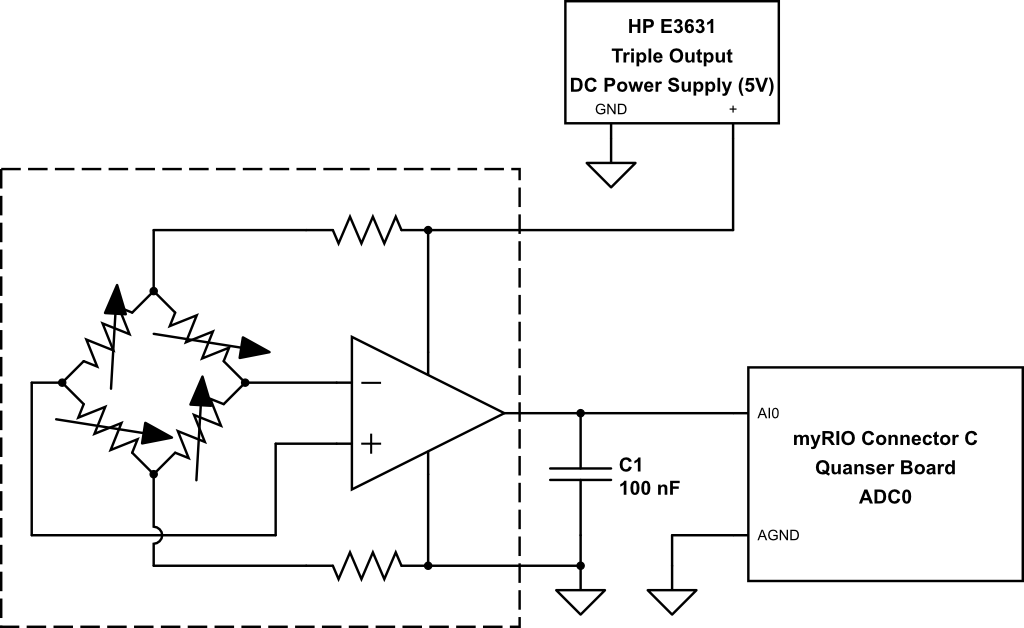 HP E3631
Triple Output
DC Power Supply (5V)
GND +
− 
+
C1
100 nF
AI0
myRIO Connector C
Quanser Board
ADC0
AGND